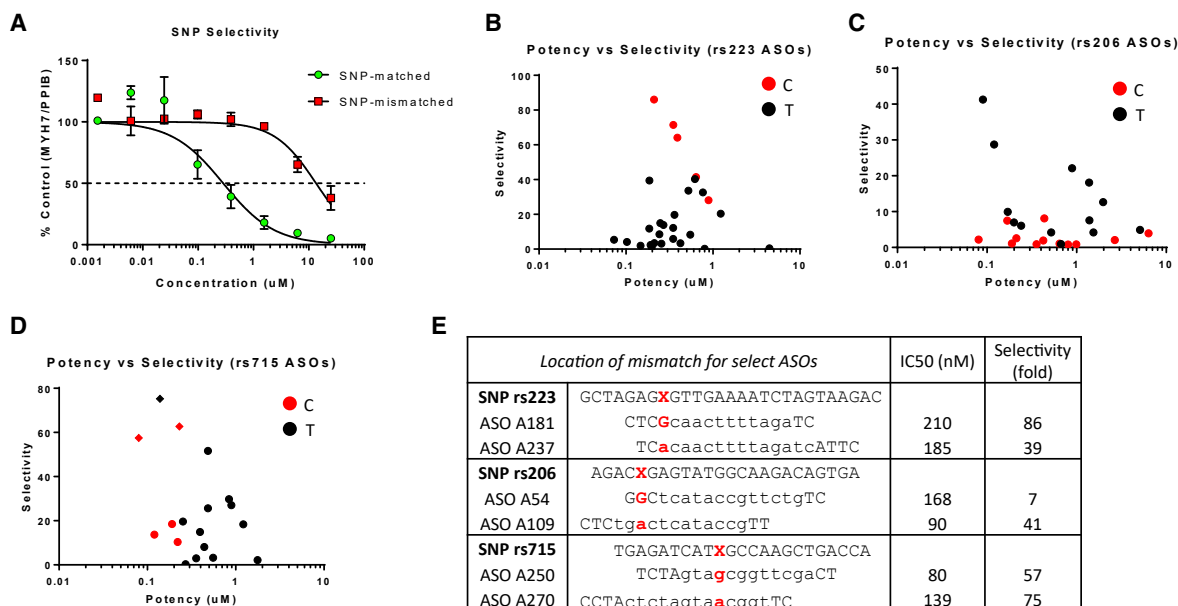 A
SNP Selectivity
% Control (MYH7/PPIB)
150
100
50
0
0.001 0.01 0.1 1 10 100
Concentration (uM)
SNP-matched
SNP-mismatched
B
Potency vs Selectivity (rs223 ASOs)
Selectivity
100
80
60
40
20
0
0.01 0.1 1 10
Potency (uM)
C
T
C
Potency vs Selectivity (rs206 ASOs)
Selectivity
50
40
30
20
10
0
0.01 0.1 1 10
Potency (uM)
C
T
D
Potency vs Selectivity (rs715 ASOs)
Selectivity
80
60
40
20
0
0.01 0.1 1 10
Potency (uM)
C
T
E
Location of mismatch for select ASOs IC50 (nM) Selectivity (fold)
SNP rs223 GCTAGAGXGTTGAAAATCTAGTAAGAC
ASO A181 CTCGcaacttttagaTC 210 86
ASO A237 TCacaacttttagatcATTC 185 39
SNP rs206 AGACXGAGTATGGCAAGACAGTGA
ASO A54 GGCtcataccgttctgTC 168 7
ASO A109 CTCtgactcataccgTT 90 41
SNP rs715 TGAGATCATXGCCAAGCTGACCA
ASO A250 TCTAgtagcggttcgaCT 80 57
ASO A270 CCTActctagtaacggtTC 139 75